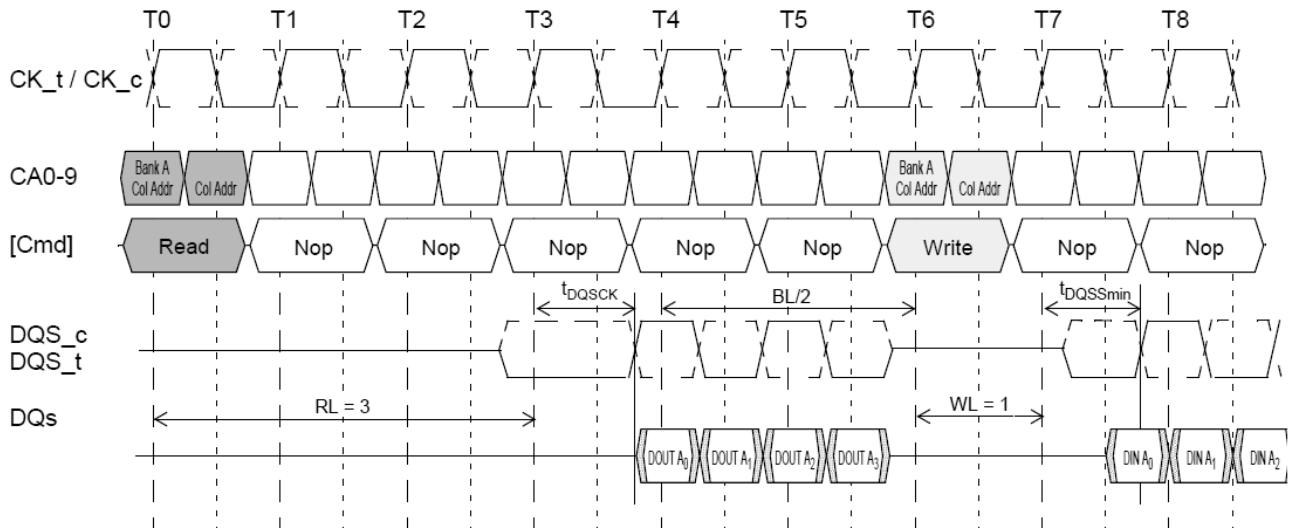 T0 T1 T2 T3 T4 T5 T6 T7 T8
CK_t / CK_c
CA0-9
Bank A
Col Addr
Col Addr
Bank A
Col Addr
Col Addr
[Cmd]
Read Nop Nop Nop Nop Nop Write Nop Nop
tDQSCK BL/2 tDQSSmin
DQS_c
DQS_t
RL = 3 WL = 1
DQs
DOUT A0 DOUT A1 DOUT A2 DOUT A3 DIN A0 DIN A1 DIN A2